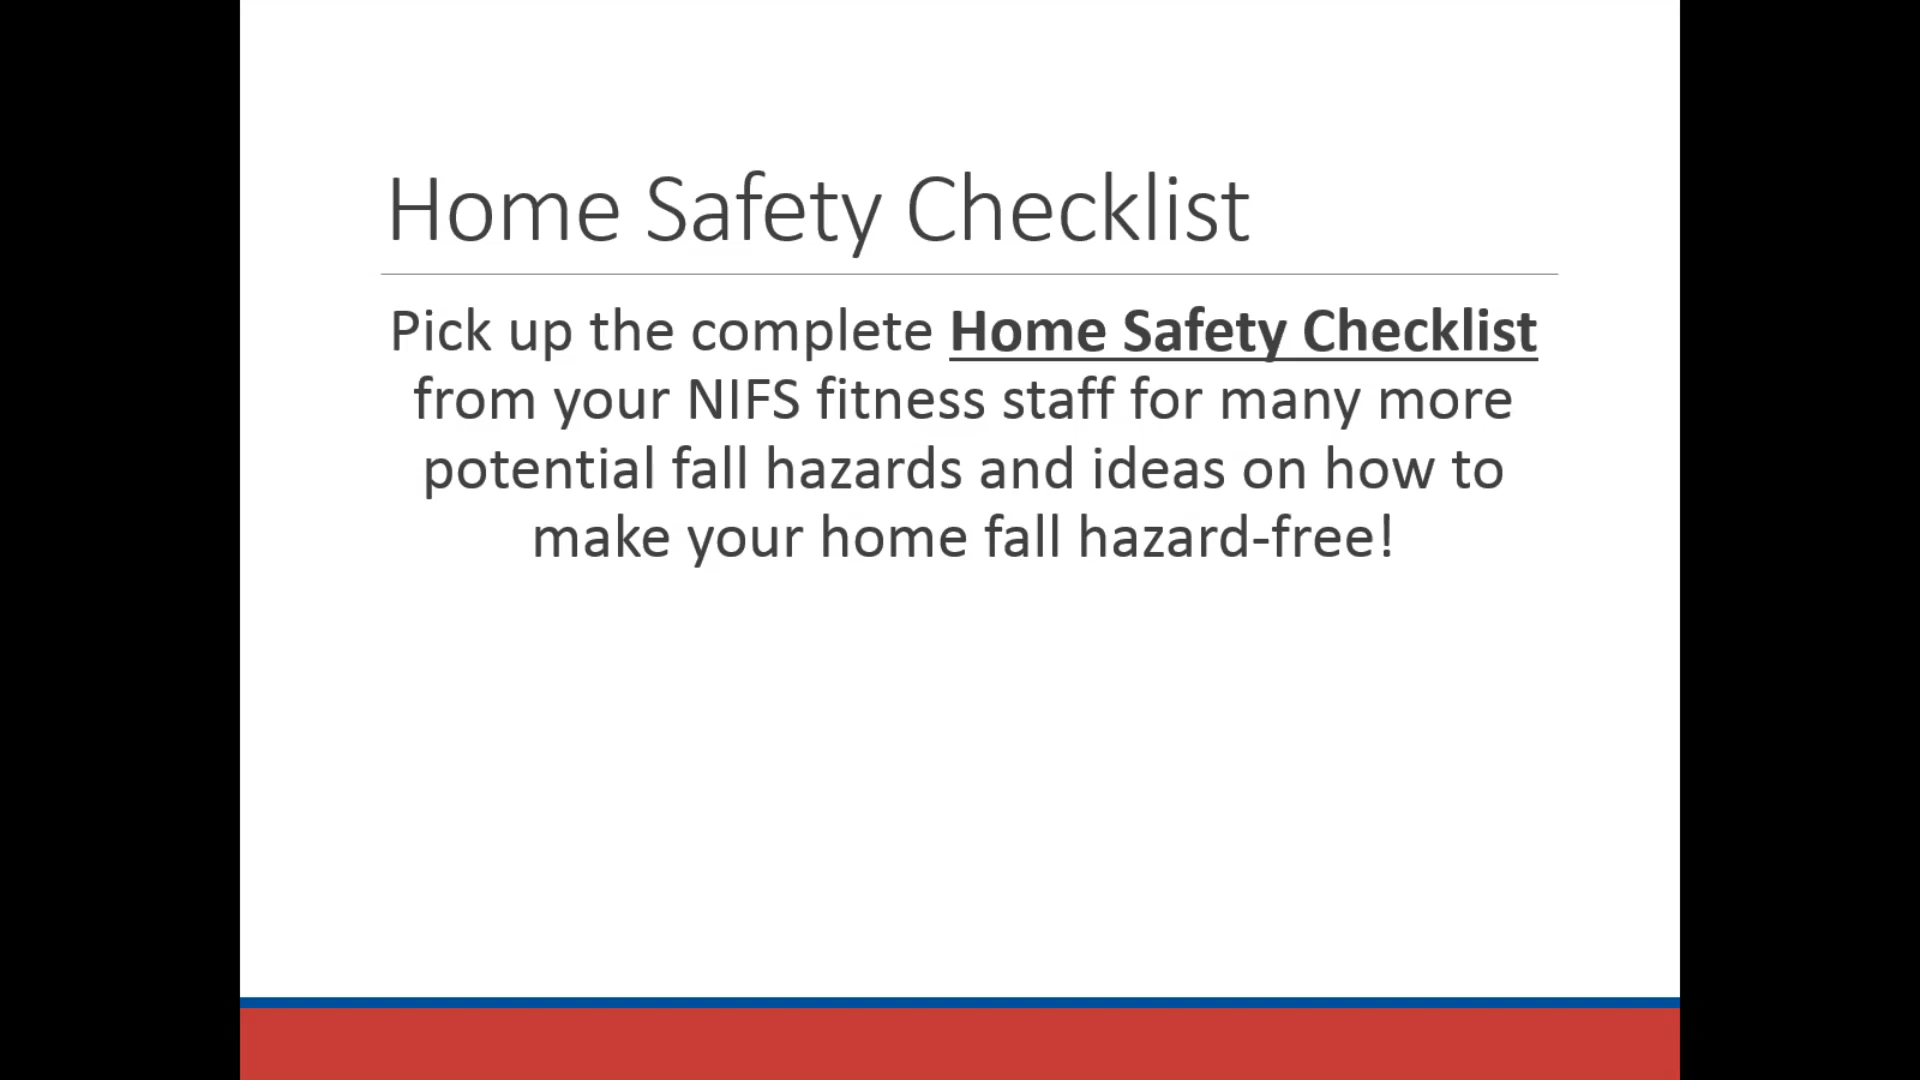 Home Safety Checklist
Pick up the complete Home Safety Checklist
from your NIFS fitness staff for many more
potential fall hazards and ideas on how to
make your home fall hazard-free!